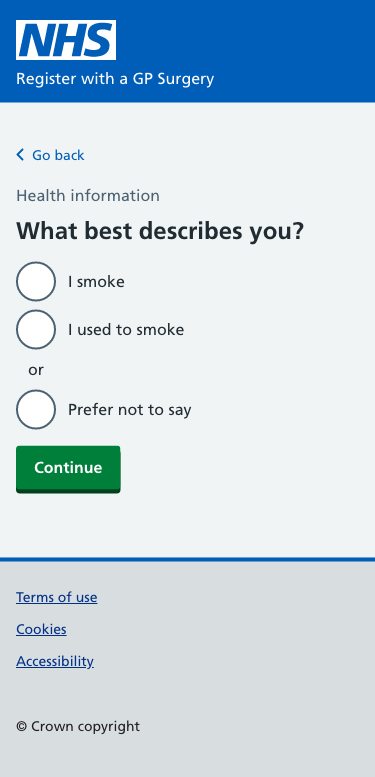 NHS
Register with a GP Surgery
Go back
Health information
What best describes you?
I smoke
I used to smoke
or
Prefer not to say
Continue
Terms of use
Cookies
Accessibility
© Crown copyright